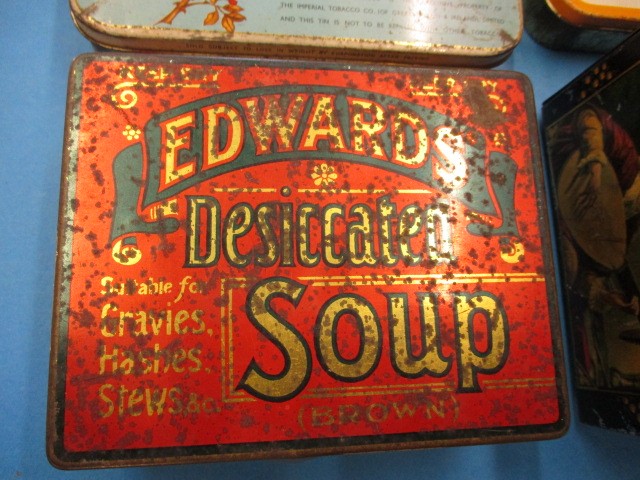 THE IMPERIAL TOBACCO CO.
AND THIS TIN IS NOT TO BE
EDWARDS
Desiccated
Soup
(BROWN)
Suitable for
Gravies,
Hashes,
Stews &c.